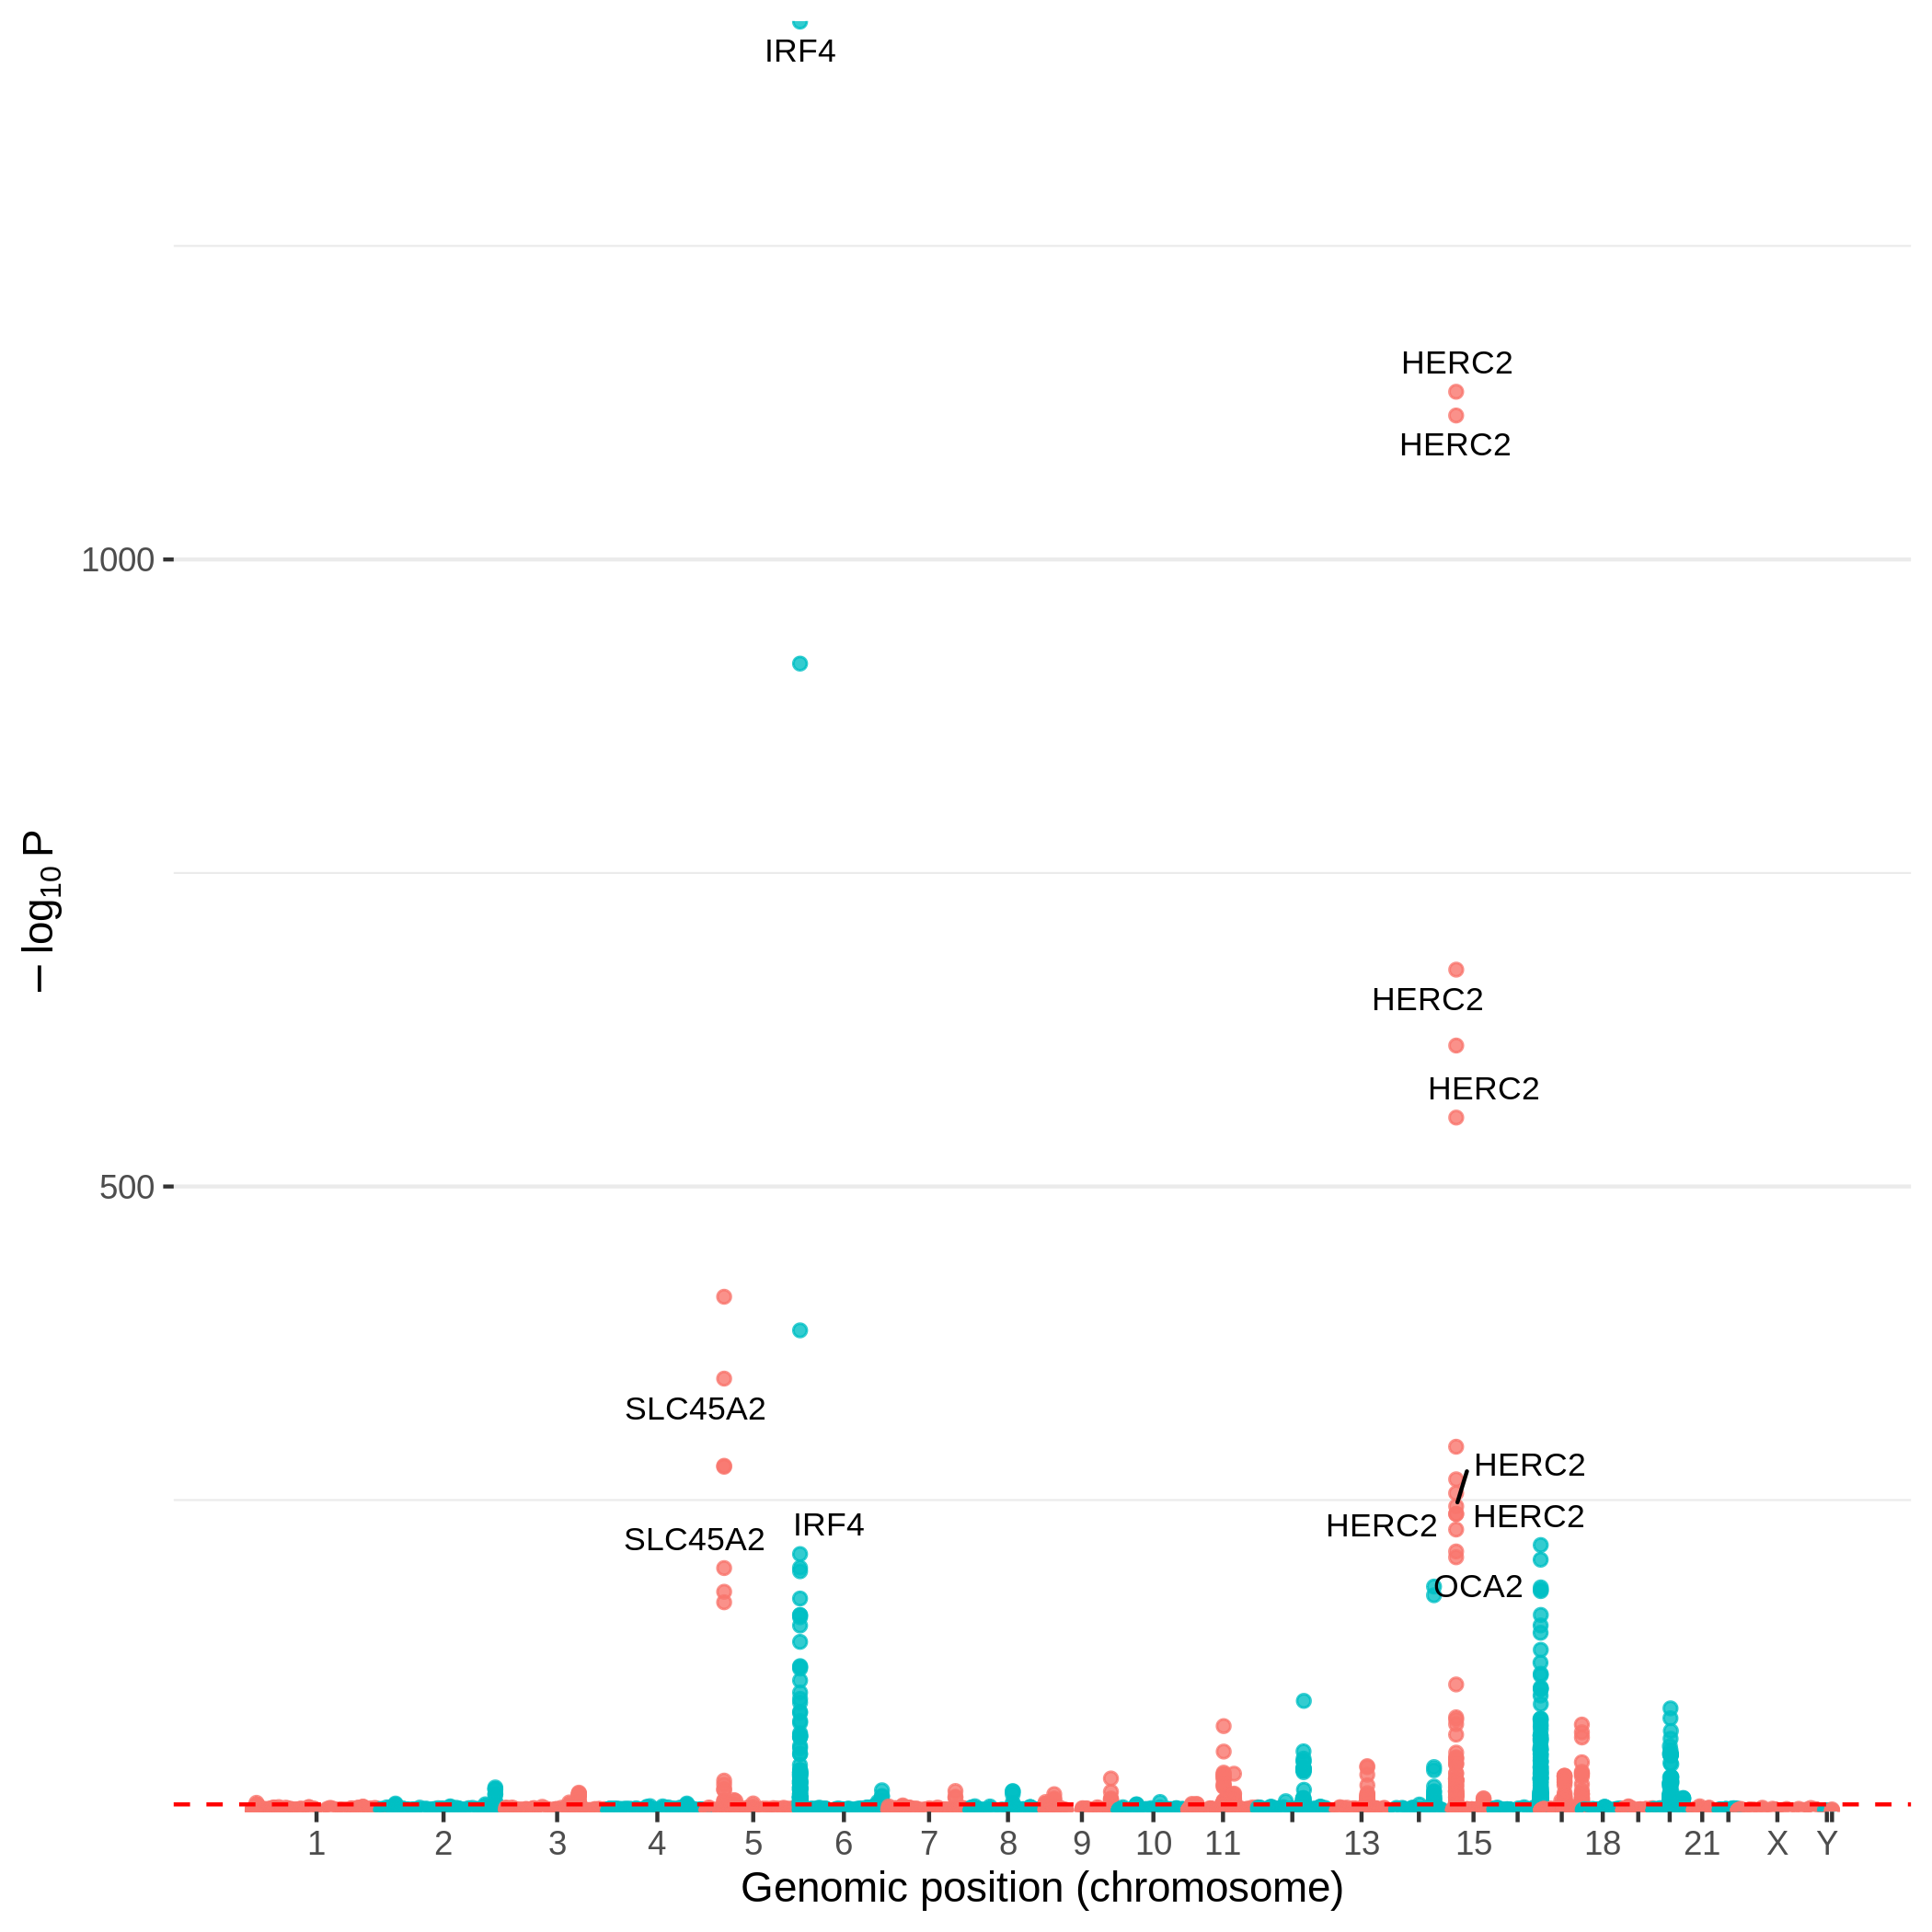 IRF4
HERC2
HERC2
1000
HERC2
HERC2
500
SLC45A2
HERC2
HERC2
IRF4
HERC2
SLC45A2
OCA2
− log10 P
1 2 3 4 5 6 7 8 9 10 11 13 15 18 21 X Y
Genomic position (chromosome)